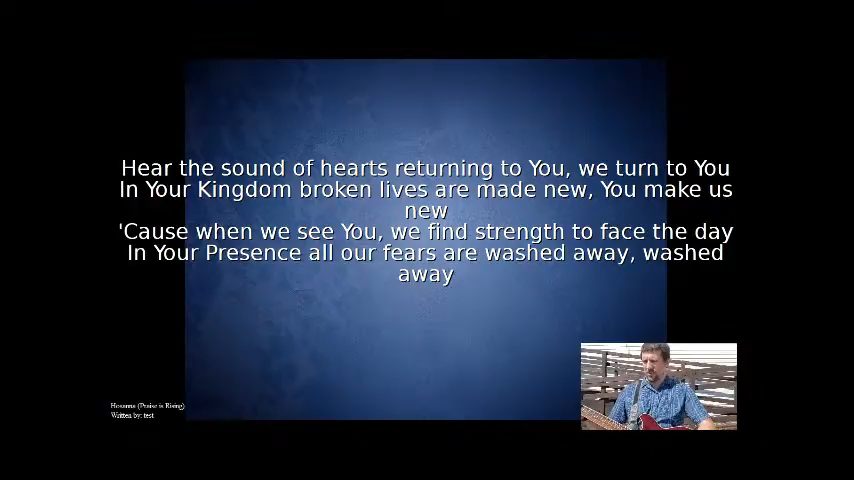 Hear the sound of hearts returning to You, we turn to You
In Your Kingdom broken lives are made new, You make us
new
'Cause when we see You, we find strength to face the day
In Your Presence all our fears are washed away, washed
away
Hosanna (Praise is Rising)
Written by: test